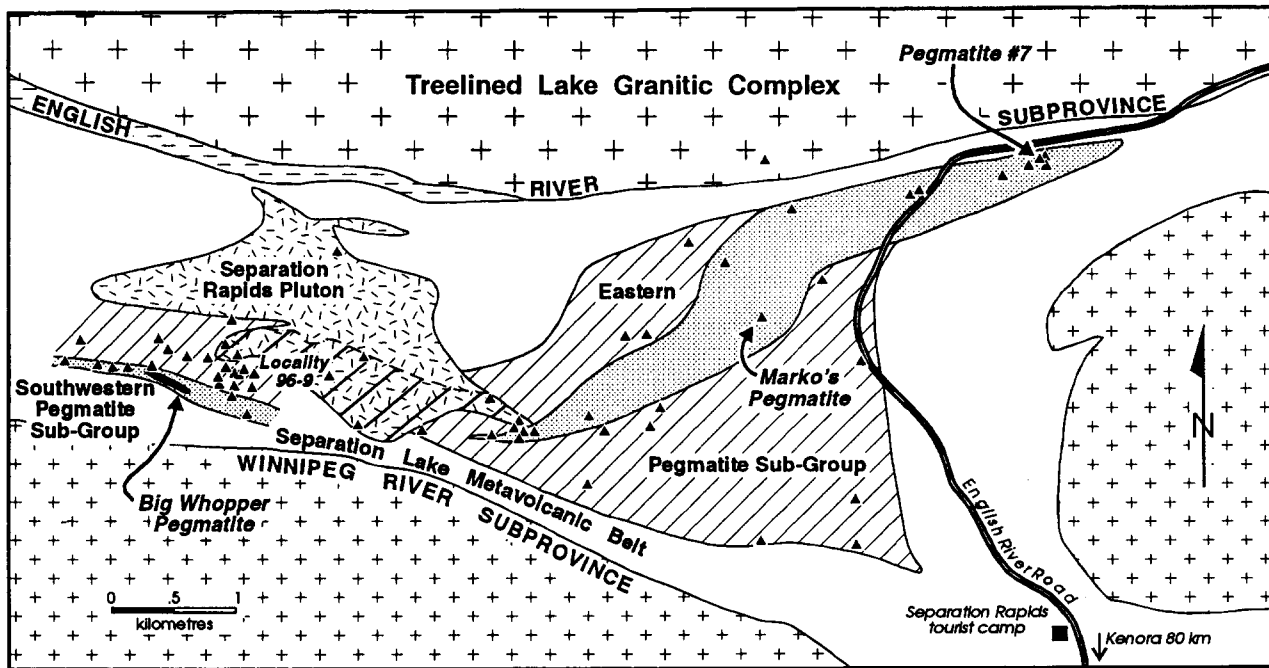 Pegmatite #7
Treelined Lake Granitic Complex
ENGLISH
RIVER
SUBPROVINCE
Separation
Rapids Pluton
Eastern
Locality
96-9
Southwestern
Pegmatite
Sub-Group
Marko's
Pegmatite
Pegmatite Sub-Group
Separation Lake Metavolcanic Belt
WINNIPEG RIVER SUBPROVINCE
Big Whopper
Pegmatite
0 .5 1
kilometres
N
English River Road
Separation Rapids
tourist camp
Kenora 80 km